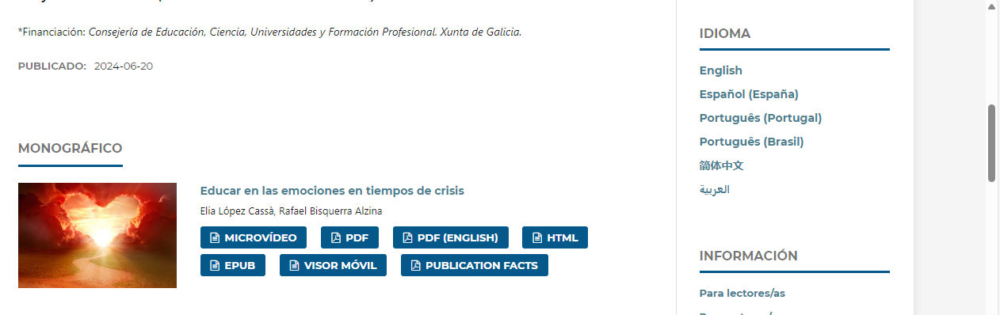 *Financiación: Consejería de Educación, Ciencia, Universidades y Formación Profesional. Xunta de Galicia.
PUBLICADO: 2024-06-20
MONOGRÁFICO
Educar en las emociones en tiempos de crisis
Elia López Cassà, Rafael Bisquerra Alzina
MICROVÍDEO PDF PDF (ENGLISH) HTML
EPUB VISOR MÓVIL PUBLICATION FACTS
IDIOMA
English
Español (España)
Português (Portugal)
Português (Brasil)
简体中文
العربية
INFORMACIÓN
Para lectores/as